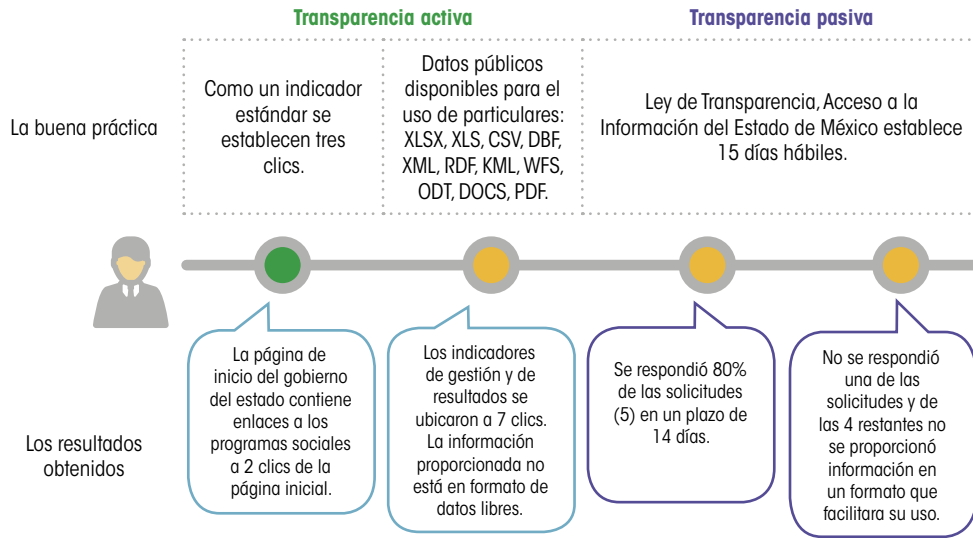 Transparencia activa
Transparencia pasiva
La buena práctica
Como un indicador
estándar se
establecen tres
clics.
Datos públicos
disponibles para el
uso de particulares:
XLSX, XLS, CSV, DBF,
XML, RDF, KML, WFS,
ODT, DOCS, PDF.
Ley de Transparencia, Acceso a la
Información del Estado de México establece
15 días hábiles.
Los resultados
obtenidos
La página de
inicio del gobierno
del estado contiene
enlaces a los
programas sociales
a 2 clics de la
página inicial.
Los indicadores
de gestión y de
resultados se
ubicaron a 7 clics.
La información
proporcionada no
está en formato de
datos libres.
Se respondió 80%
de las solicitudes
(5) en un plazo de
14 días.
No se respondió
una de las
solicitudes y de
las 4 restantes no
se proporcionó
información en
un formato que
facilitara su uso.